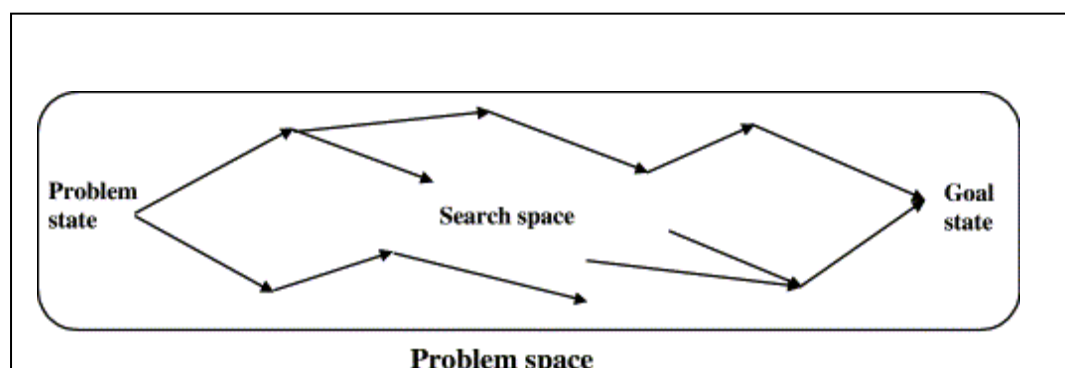 Problem
state
Search space
Goal
state
Problem space